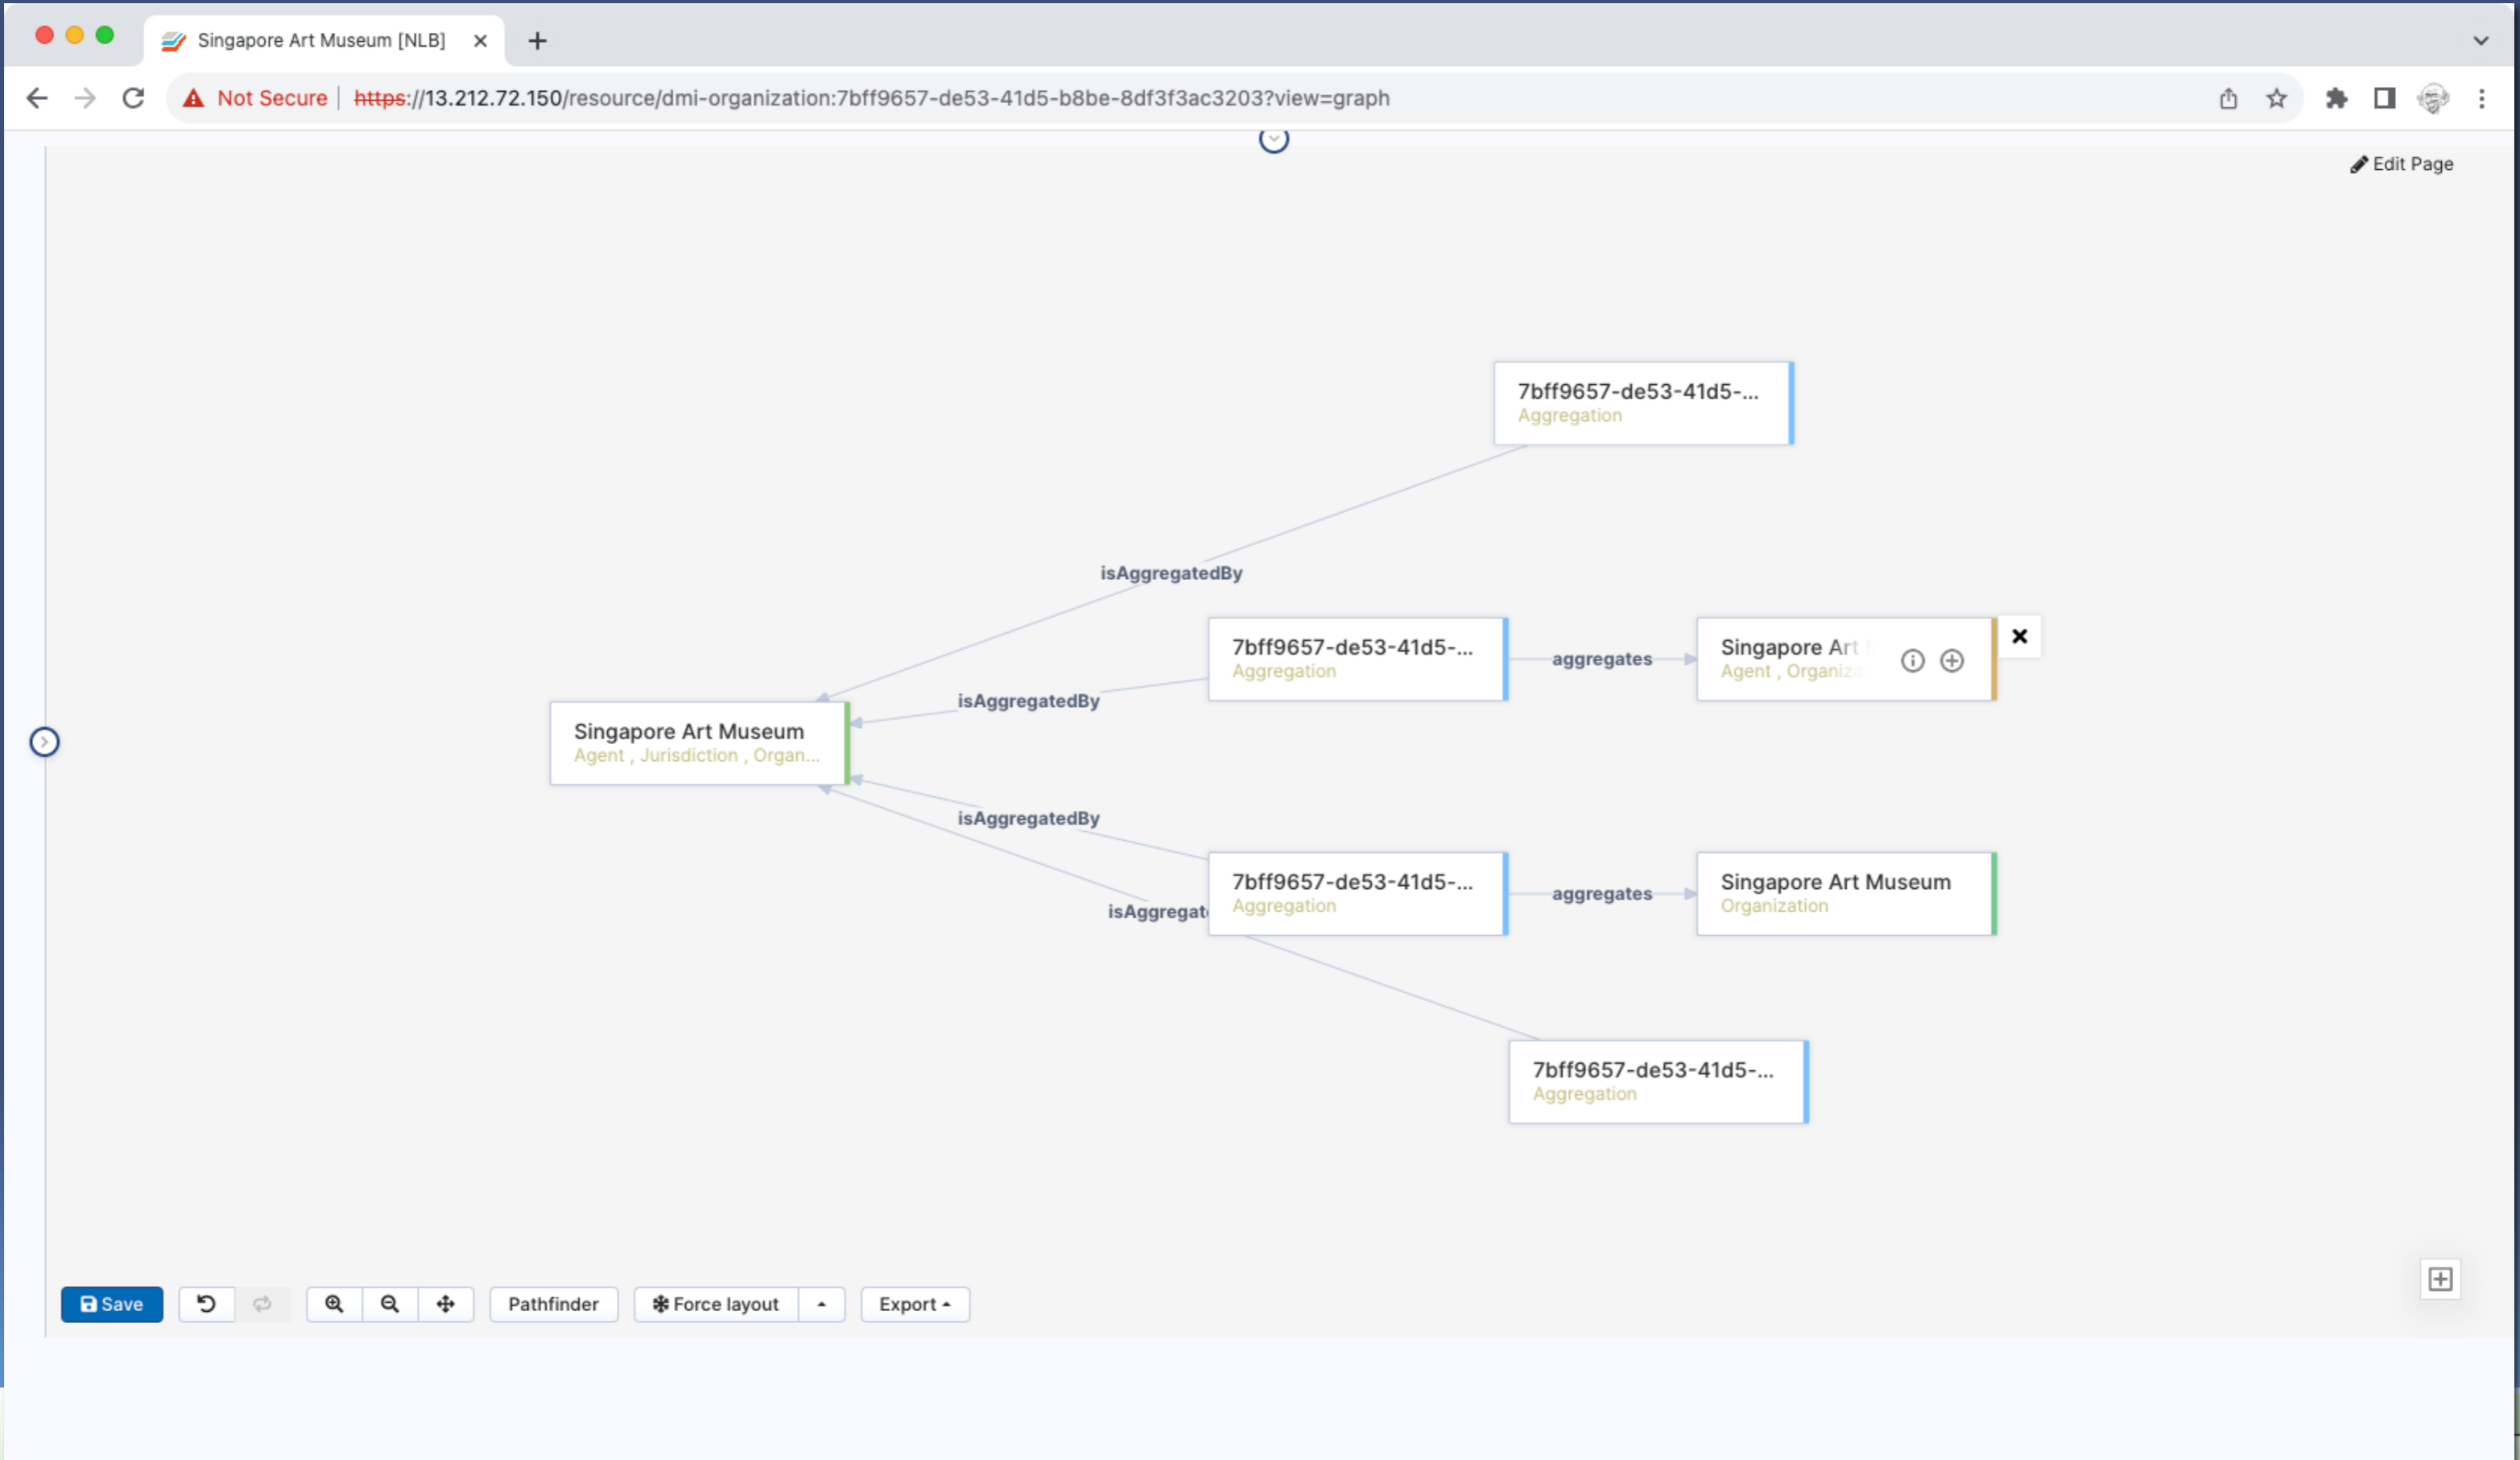 Singapore Art Museum [NLB]
Not Secure | https://13.212.72.150/resource/dmi-organization:7bff9657-de53-41d5-b8be-8df3f3ac3203?view=graph
Edit Page
7bff9657-de53-41d5-...
Aggregation
isAggregatedBy
7bff9657-de53-41d5-...
Aggregation
aggregates
Singapore Art
Agent , Organiza
isAggregatedBy
Singapore Art Museum
Agent , Jurisdiction , Organ...
isAggregatedBy
7bff9657-de53-41d5-...
Aggregation
aggregates
Singapore Art Museum
Organization
isAggregat
7bff9657-de53-41d5-...
Aggregation
Save
Pathfinder
Force layout
Export